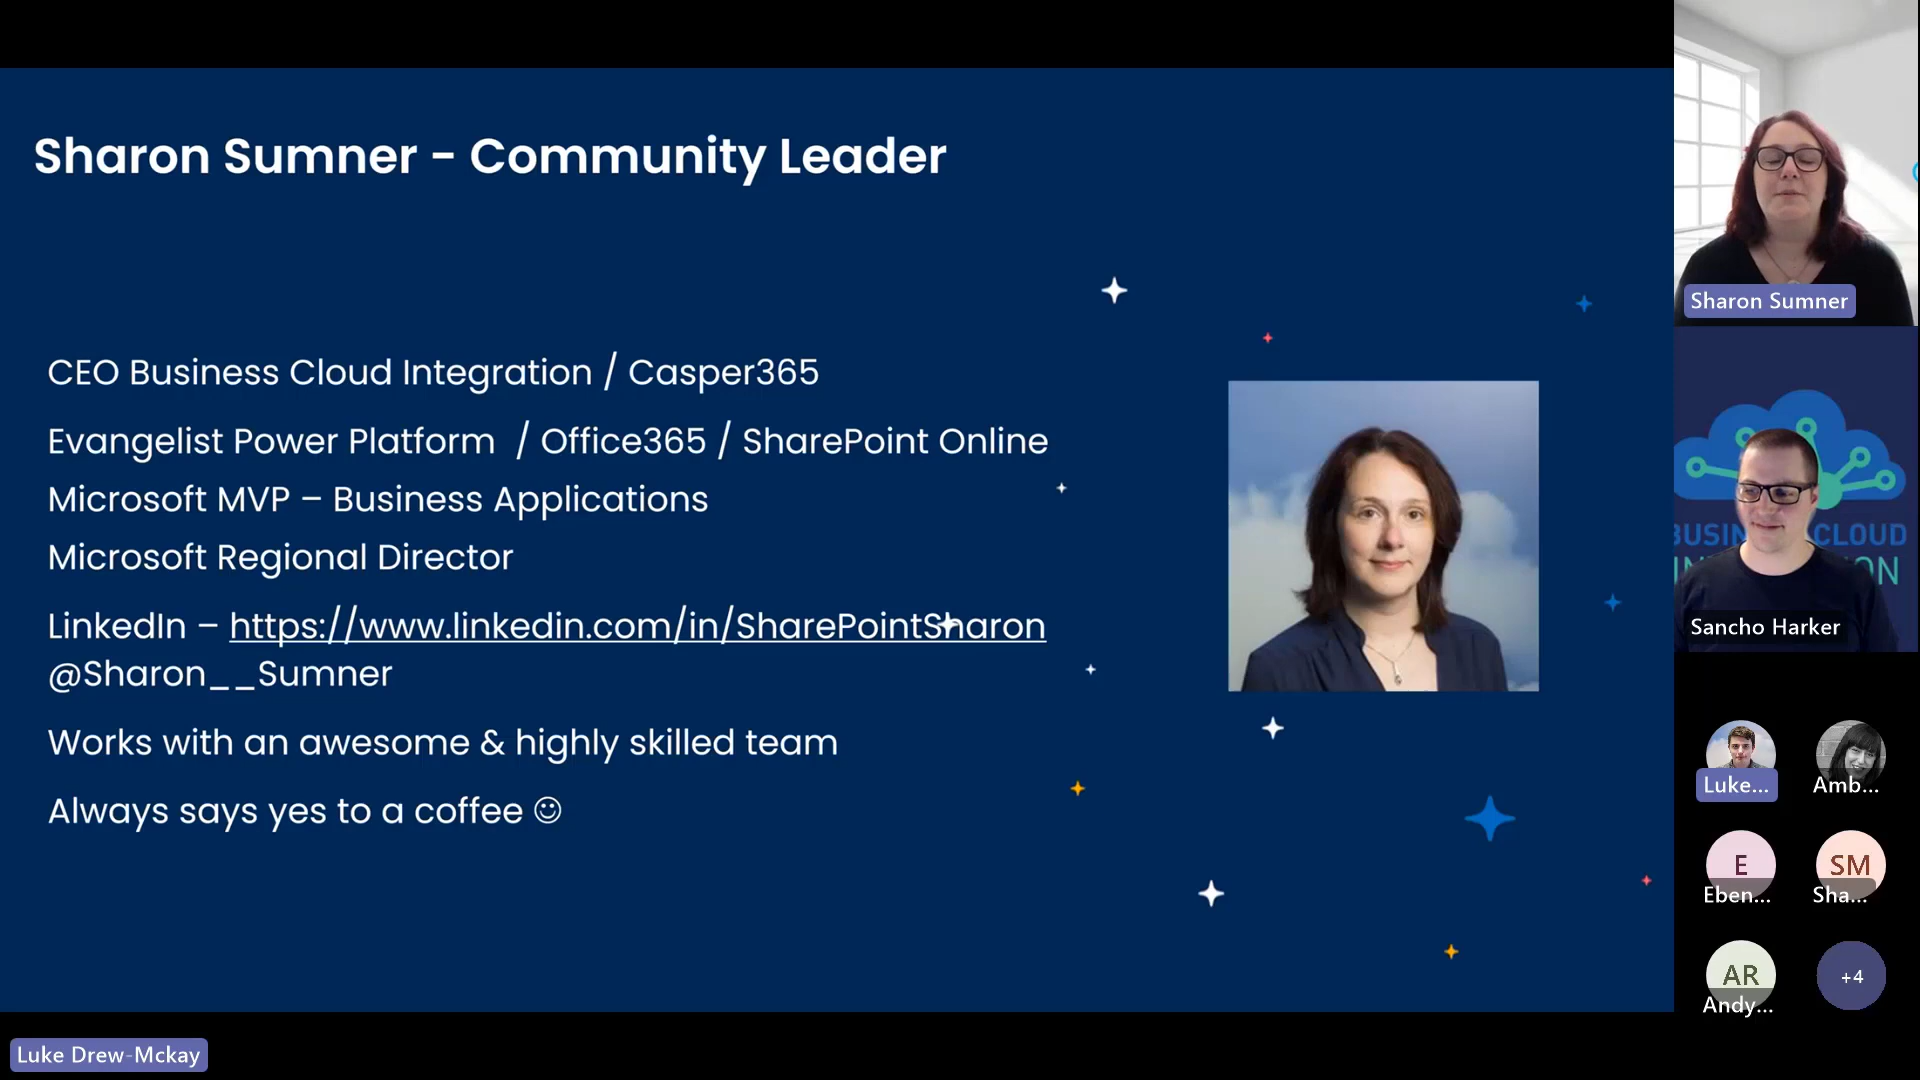 Sharon Sumner - Community Leader
CEO Business Cloud Integration / Casper365
Evangelist Power Platform / Office365 / SharePoint Online
Microsoft MVP – Business Applications
Microsoft Regional Director
LinkedIn – https://www.linkedin.com/in/SharePointSharon
@Sharon__Sumner
Works with an awesome & highly skilled team
Always says yes to a coffee ☺
Sharon Sumner
CLOUD
Sancho Harker
Luke...
Amb...
E
Eben...
SM
Sha...
AR
Andy...
+4
Luke Drew-Mckay